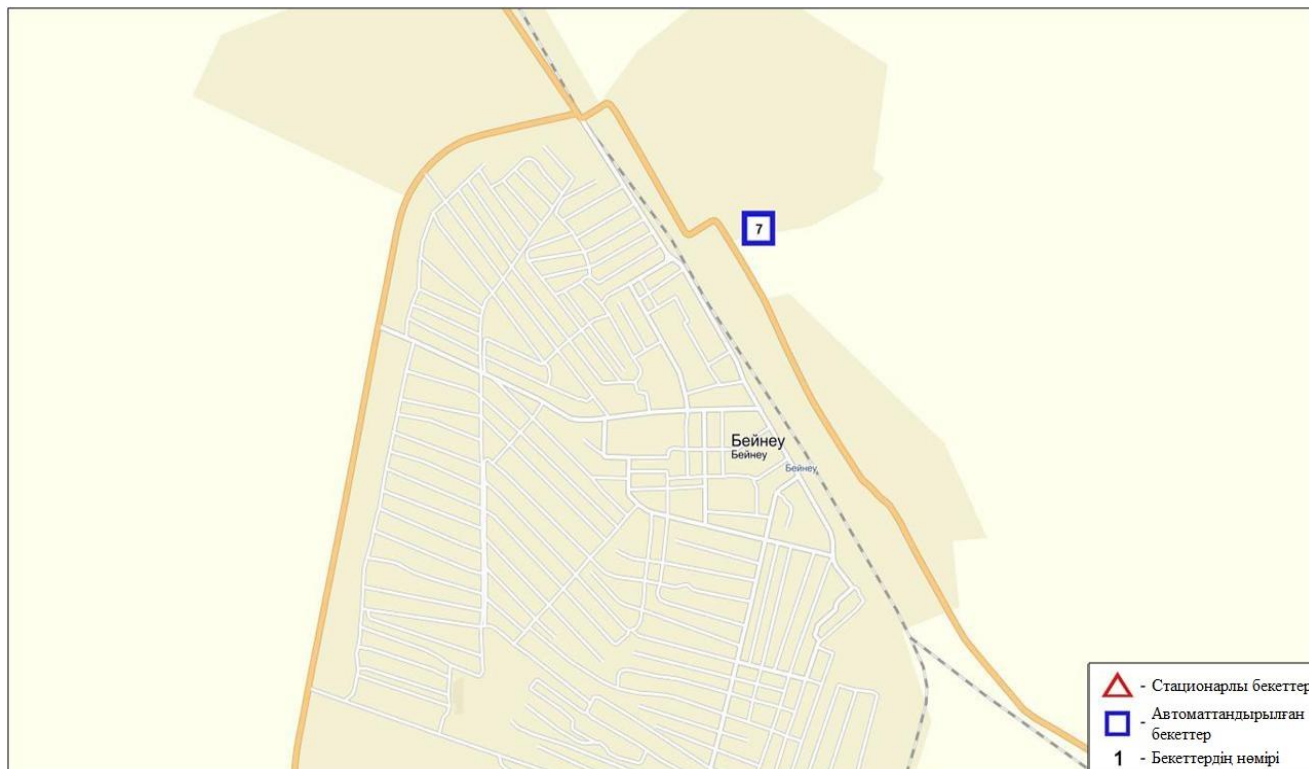 7
Бейнеу
Бейнеу
Бейнеу
- Стационарлы бекеттер
- Автоматтандырылған
бекеттер
1 - Бекеттердің нөмірі